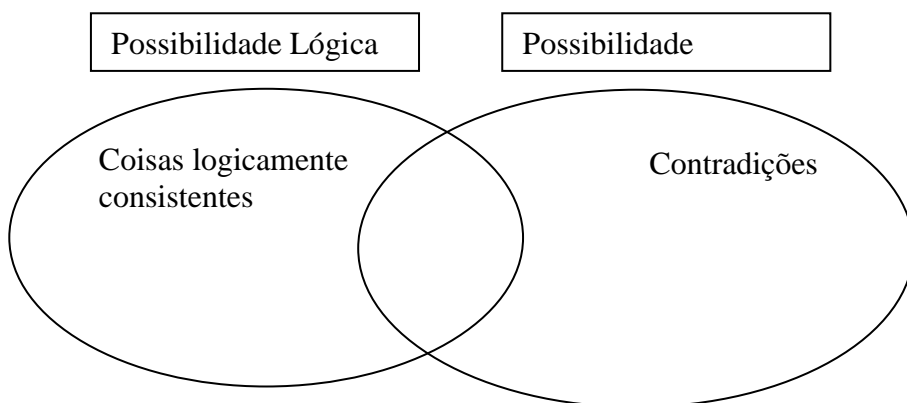 Possibilidade Lógica
Possibilidade
Coisas logicamente
consistentes
Contradições